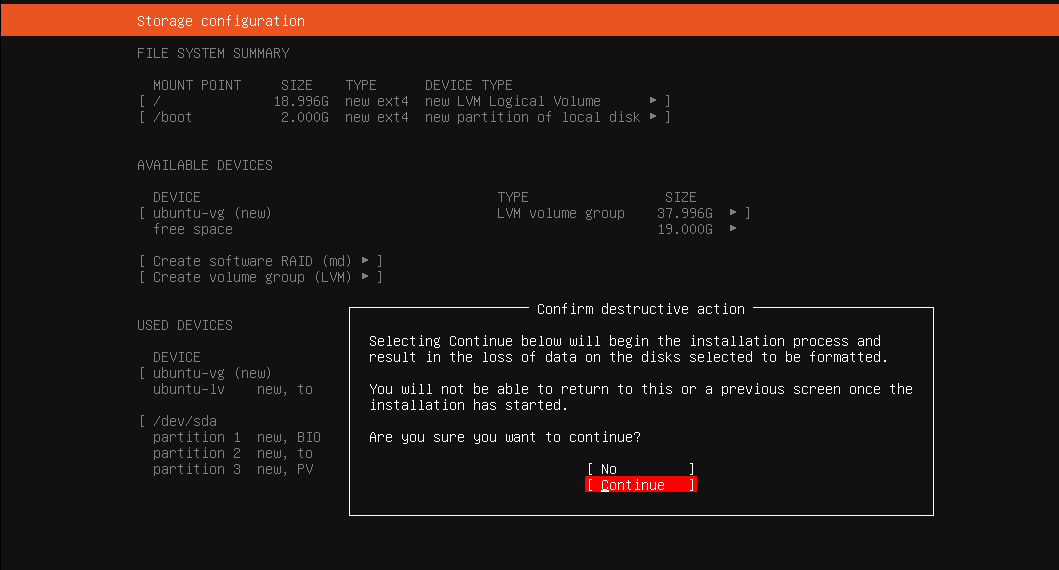 Storage configuration
FILE SYSTEM SUMMARY
MOUNT POINT     SIZE    TYPE      DEVICE TYPE
[ /              18.996G  new ext4  new LVM Logical Volume      ▸ ]
[ /boot           2.000G  new ext4  new partition of local disk ▸ ]
AVAILABLE DEVICES
DEVICE                                     TYPE                 SIZE
[ ubuntu-vg (new)                            LVM volume group    37.996G  ▸ ]
free space                                                     19.000G  ▸
[ Create software RAID (md) ▸ ]
[ Create volume group (LVM) ▸ ]
USED DEVICES
DEVICE
[ ubuntu-vg (new)
ubuntu-lv    new, to
[ /dev/sda
partition 1  new, BIO
partition 2  new, to
partition 3  new, PV
Confirm destructive action
Selecting Continue below will begin the installation process and
result in the loss of data on the disks selected to be formatted.
You will not be able to return to this or a previous screen once the
installation has started.
Are you sure you want to continue?
[ No         ]
[ Continue   ]